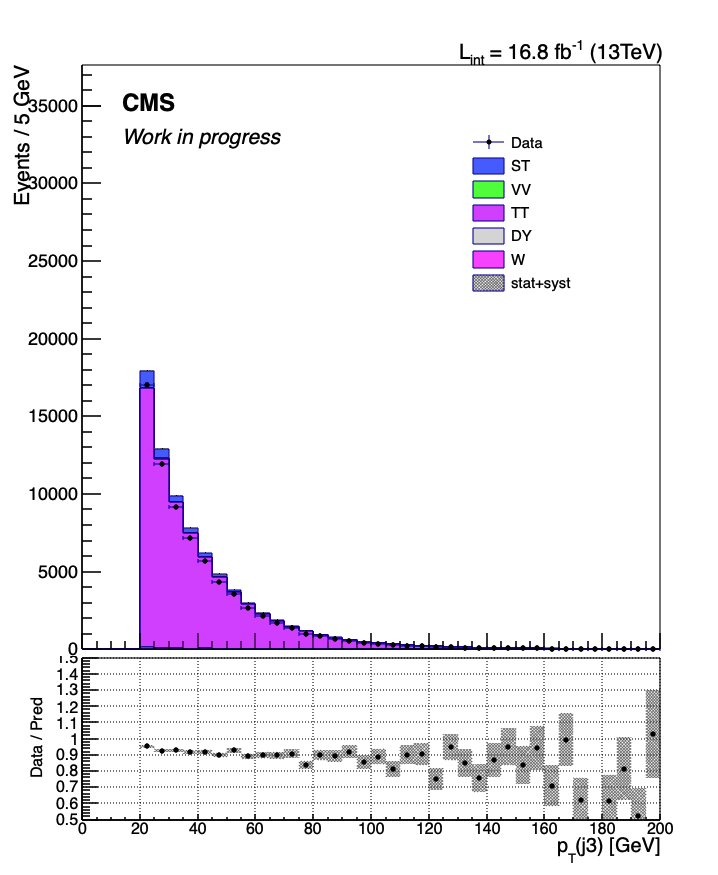 L_int = 16.8 fb^-1 (13TeV)
Events / 5 GeV
CMS
Work in progress
35000
30000
25000
20000
15000
10000
5000
0
Data
ST
VV
TT
DY
W
stat+syst
Data / Pred
1.5
1.4
1.3
1.2
1.1
1
0.9
0.8
0.7
0.6
0.5
0 20 40 60 80 100 120 140 160 180 200
p_T(j3) [GeV]